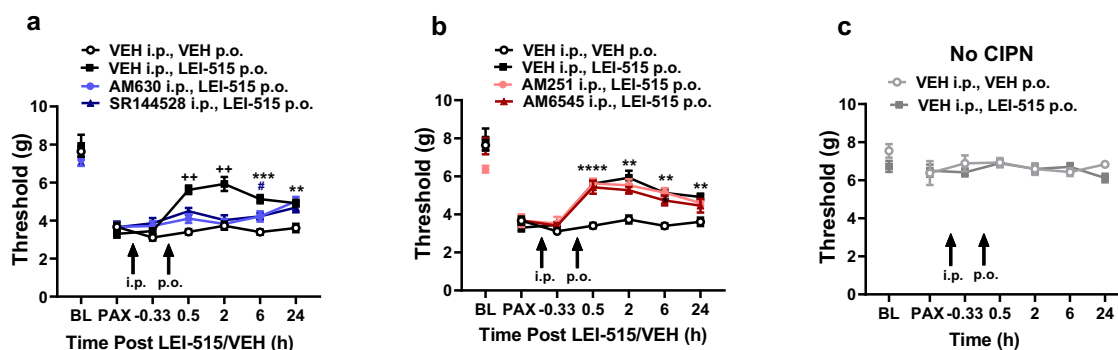 a
VEH i.p., VEH p.o.
VEH i.p., LEI-515 p.o.
AM630 i.p., LEI-515 p.o.
SR144528 i.p., LEI-515 p.o.
Threshold (g)
10
8
6
4
2
0
++
++
***
#
**
i.p.
p.o.
BL PAX -0.33 0.5 2 6 24
Time Post LEI-515/VEH (h)
b
VEH i.p., VEH p.o.
VEH i.p., LEI-515 p.o.
AM251 i.p., LEI-515 p.o.
AM6545 i.p., LEI-515 p.o.
Threshold (g)
10
8
6
4
2
0
****
**
**
**
i.p.
p.o.
BL PAX -0.33 0.5 2 6 24
Time Post LEI-515/VEH (h)
c
No CIPN
VEH i.p., VEH p.o.
VEH i.p., LEI-515 p.o.
Threshold (g)
10
8
6
4
2
0
i.p.
p.o.
BL PAX -0.33 0.5 2 6 24
Time (h)